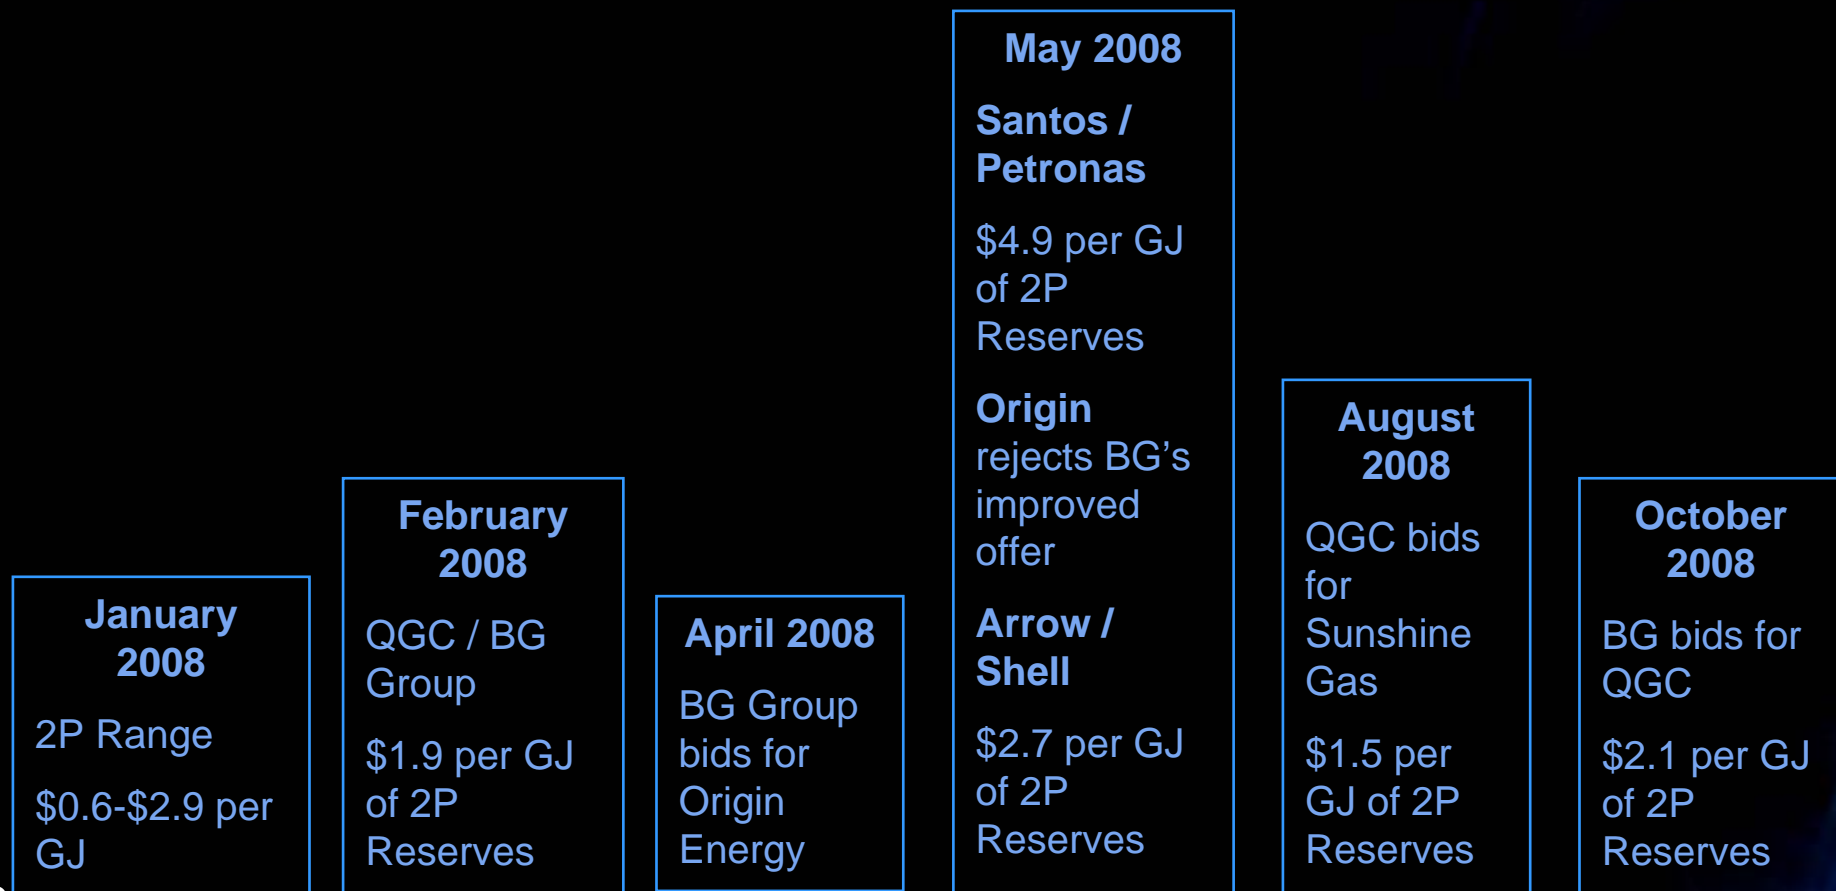 January
2008
2P Range
$0.6-$2.9 per
GJ
February
2008
QGC / BG
Group
$1.9 per GJ
of 2P
Reserves
April 2008
BG Group
bids for
Origin
Energy
May 2008
Santos /
Petronas
$4.9 per GJ
of 2P
Reserves
Origin
rejects BG’s
improved
offer
Arrow /
Shell
$2.7 per GJ
of 2P
Reserves
August
2008
QGC bids
for
Sunshine
Gas
$1.5 per
GJ of 2P
Reserves
October
2008
BG bids for
QGC
$2.1 per GJ
of 2P
Reserves